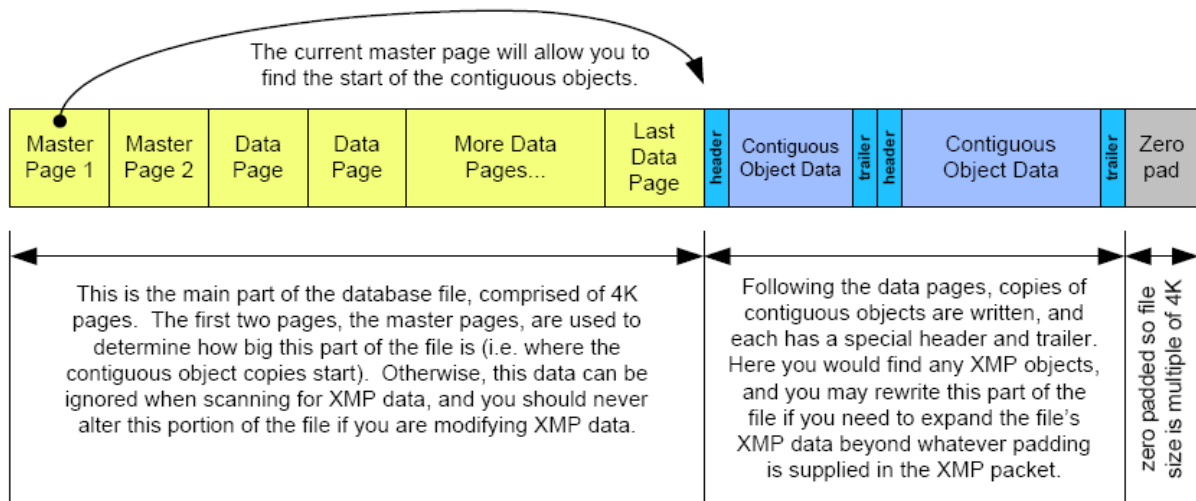 The current master page will allow you to
find the start of the contiguous objects.
Master
Page 1
Master
Page 2
Data
Page
Data
Page
More Data
Pages...
Last
Data
Page
header
Contiguous
Object Data
trailer
header
Contiguous
Object Data
trailer
Zero
pad
This is the main part of the database file, comprised of 4K
pages. The first two pages, the master pages, are used to
determine how big this part of the file is (i.e. where the
contiguous object copies start). Otherwise, this data can be
ignored when scanning for XMP data, and you should never
alter this portion of the file if you are modifying XMP data.
Following the data pages, copies of
contiguous objects are written, and
each has a special header and trailer.
Here you would find any XMP objects,
and you may rewrite this part of the
file if you need to expand the file's
XMP data beyond whatever padding
is supplied in the XMP packet.
zero padded so file
size is multiple of 4K